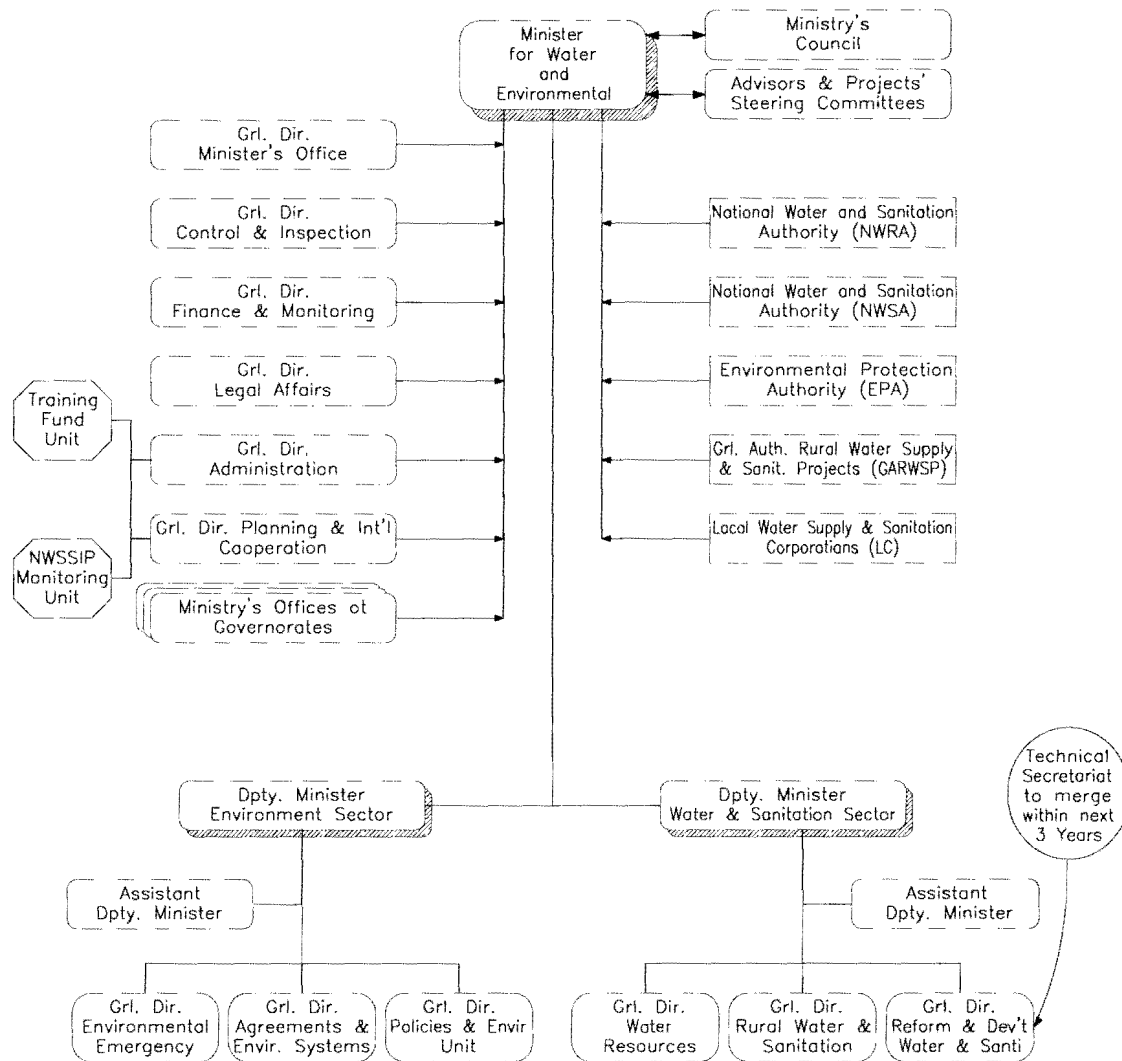 Minister
for Water
and
Environmental
Ministry's
Council
Advisors & Projects'
Steering Committees
Grl. Dir.
Minister's Office
Grl. Dir.
Control & Inspection
Grl. Dir.
Finance & Monitoring
Grl. Dir.
Legal Affairs
Grl. Dir.
Administration
Grl. Dir. Planning & Int'l
Cooperation
Ministry's Offices at
Governorates
Training
Fund
Unit
NWSSIP
Monitoring
Unit
National Water and Sanitation
Authority (NWRA)
National Water and Sanitation
Authority (NWSA)
Environmental Protection
Authority (EPA)
Grl. Auth. Rural Water Supply
& Sanit. Projects (GARWSP)
Local Water Supply & Sanitation
Corporations (LC)
Dpty. Minister
Environment Sector
Dpty. Minister
Water & Sanitation Sector
Technical
Secretariat
to merge
within next
3 Years
Assistant
Dpty. Minister
Assistant
Dpty. Minister
Grl. Dir.
Environmental
Emergency
Grl. Dir.
Agreements &
Envir. Systems
Grl. Dir.
Policies & Envir
Unit
Grl. Dir.
Water
Resources
Grl. Dir.
Rural Water &
Sanitation
Grl. Dir.
Reform & Dev't
Water & Sani